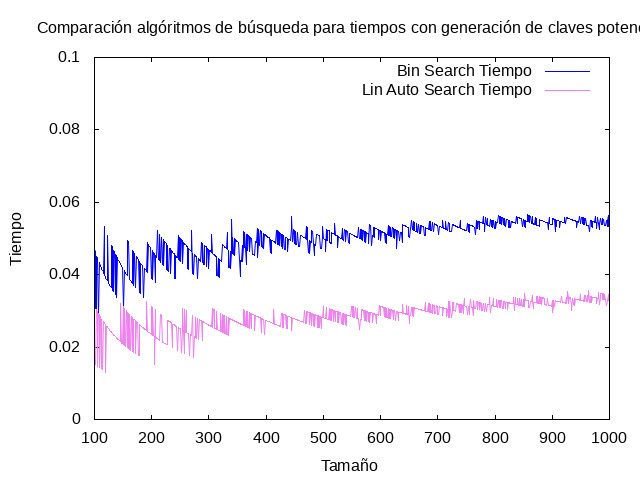 Comparación algóritmos de búsqueda para tiempos con generación de claves poten
0.1
Bin Search Tiempo
Lin Auto Search Tiempo
0.08
0.06
Tiempo
0.04
0.02
0
100 200 300 400 500 600 700 800 900 1000
Tamaño